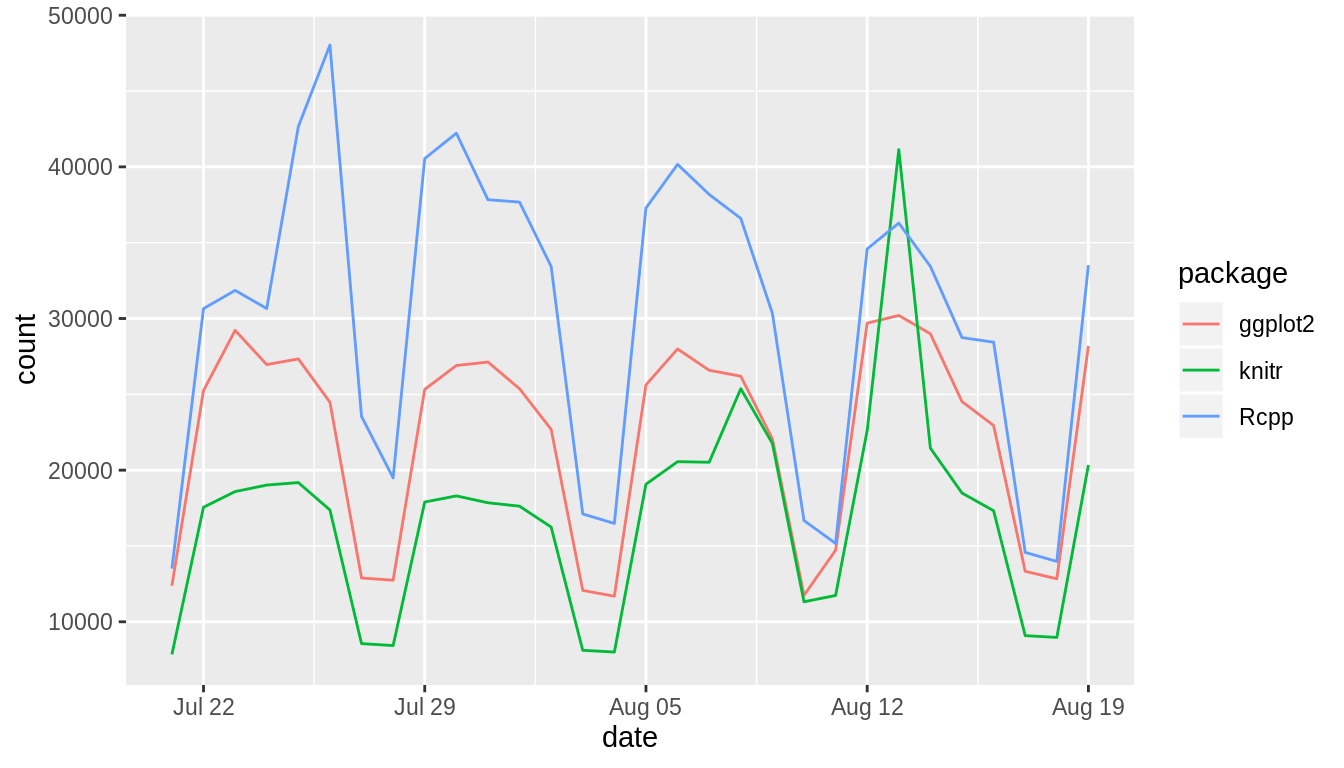 50000
40000
30000
20000
10000
count
Jul 22
Jul 29
Aug 05
Aug 12
Aug 19
date
package
ggplot2
knitr
Rcpp